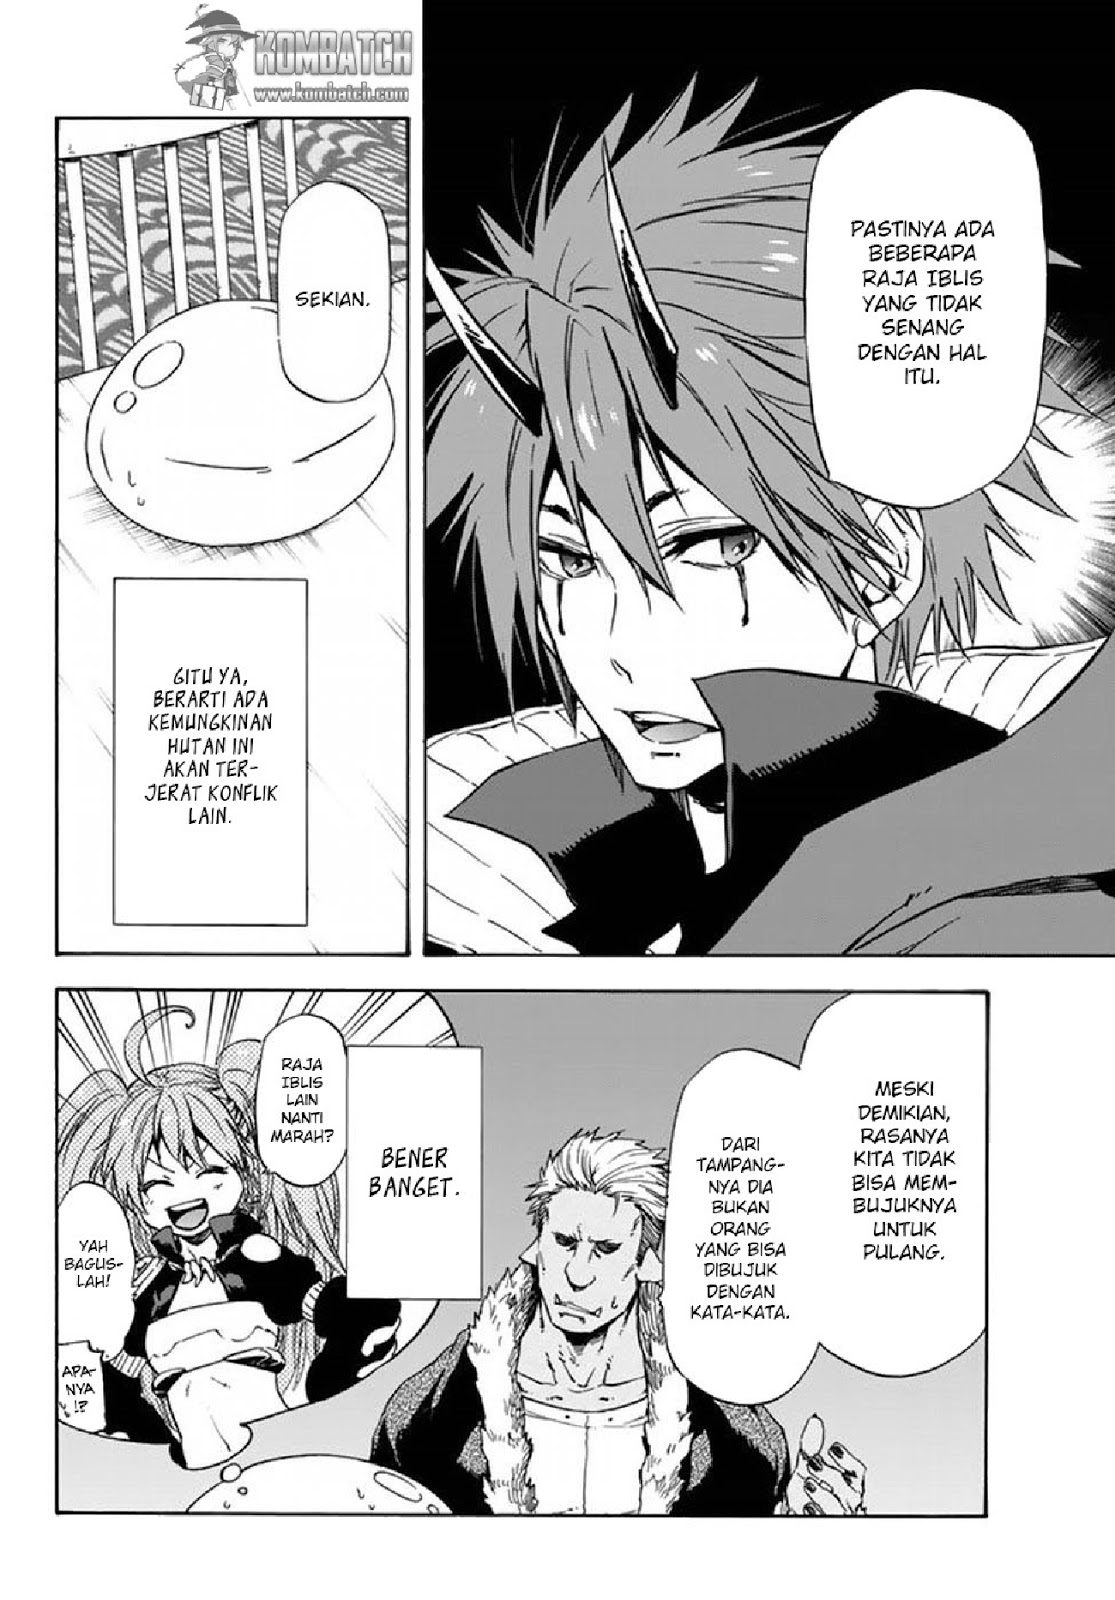 KOMBATCH
www.kombatch.com
PASTINYA ADA
BEBERAPA
RAJA IBLIS
YANG TIDAK
SENANG
DENGAN HAL
ITU.
SEKIAN.
GITU YA,
BERARTI ADA
KEMUNGKINAN
HUTAN INI
AKAN TER-
JERAT KONFLIK
LAIN.
MESKI
DEMIKIAN,
RASANYA
KITA TIDAK
BISA MEM-
BUJUKNYA
UNTUK
PULANG.
DARI
TAMPANG-
NYA DIA
BUKAN
ORANG
YANG BISA
DIBUJUK
DENGAN
KATA-KATA.
BENER
BANGET.
RAJA
IBLIS
LAIN
NANTI
MARAH?
YAH
BAGUS-
LAH!
APA-
NYA
!?